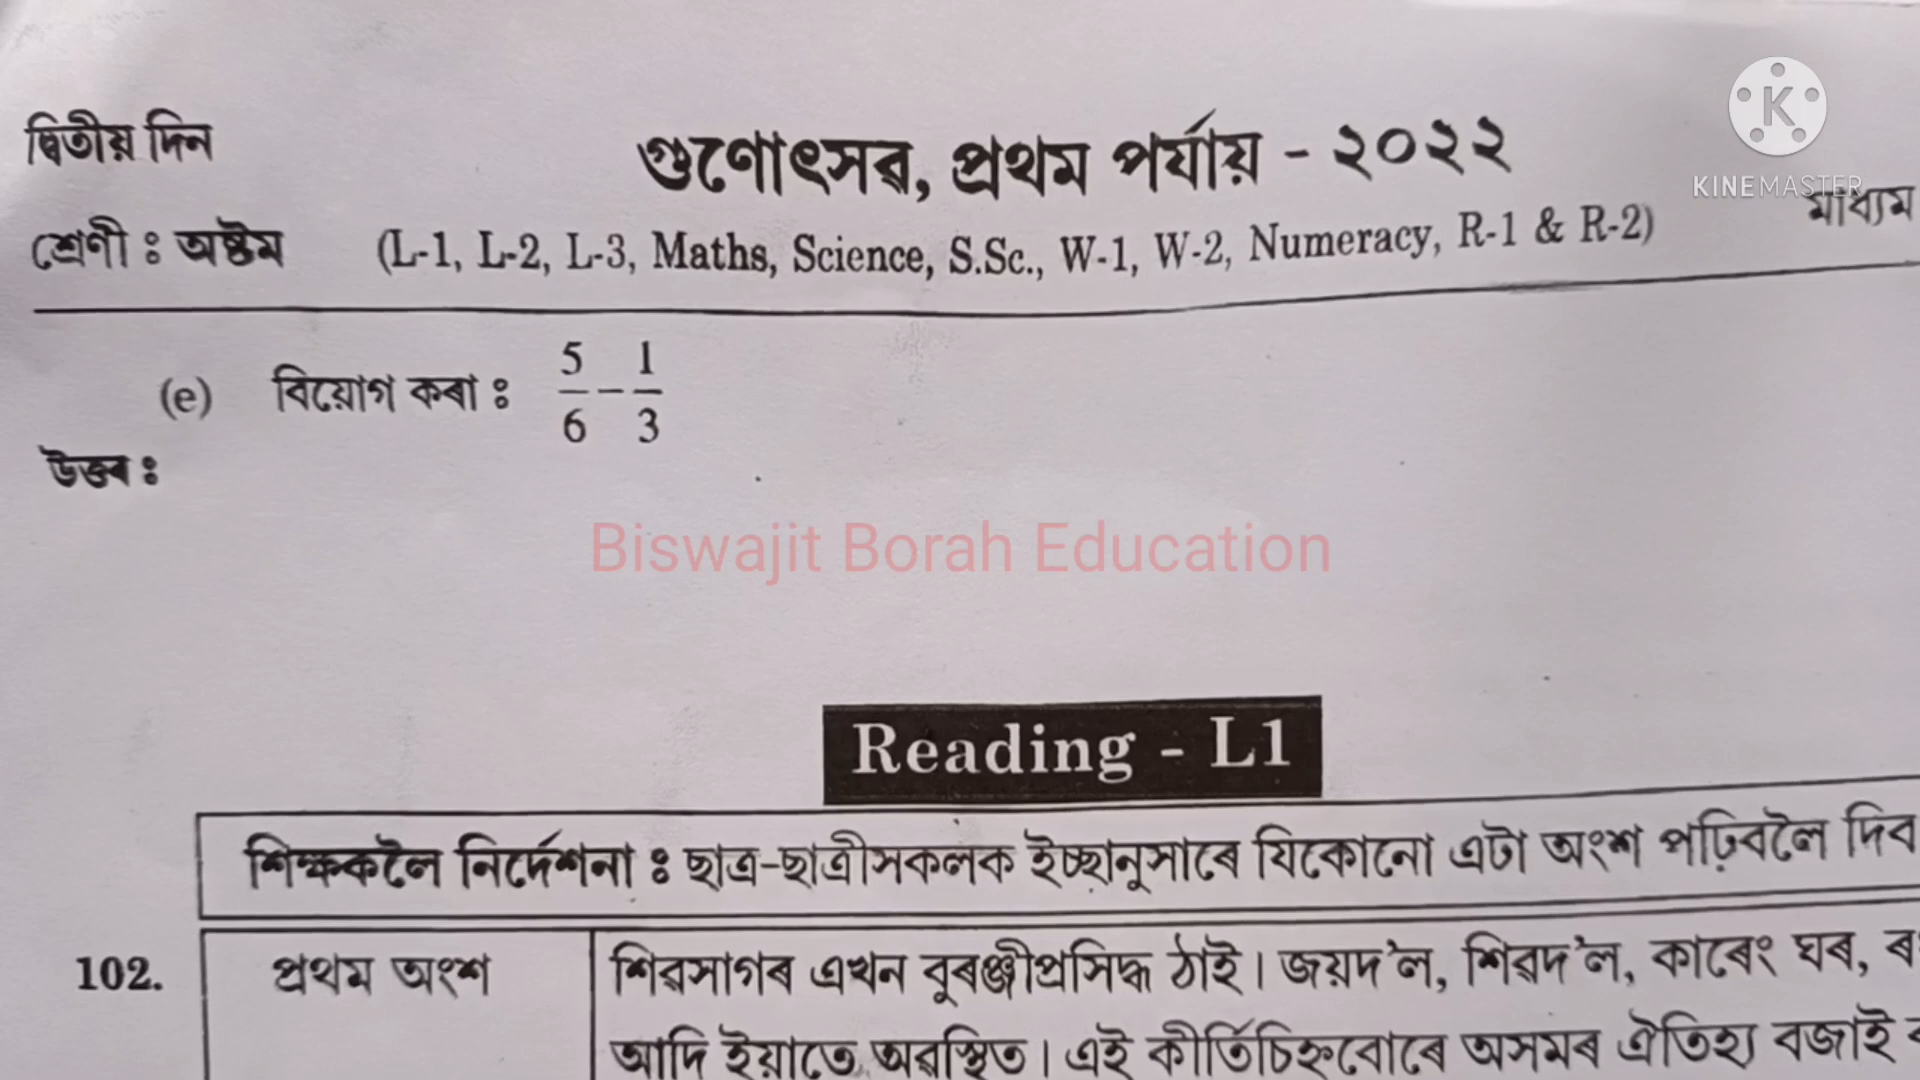 দ্বিতীয় দিন
গুণোৎসৱ, প্ৰথম পৰ্যায় - ২০২২
KINEMASTER
শ্ৰেণী : অষ্টম (L-1, L-2, L-3, Maths, Science, S.Sc., W-1, W-2, Numeracy, R-1 & R-2) মাধ্যম
(e) বিয়োগ কৰা : 5/6 - 1/3
উত্তৰ :
Biswajit Borah Education
Reading - L1
শিক্ষকলৈ নিৰ্দেশনা : ছাত্ৰ-ছাত্ৰীসকলক ইচ্ছানুসাৰে যিকোনো এটা অংশ পঢ়িবলৈ দিব
102. প্ৰথম অংশ শিৱসাগৰ এখন বুৰঞ্জীপ্ৰসিদ্ধ ঠাই। জয়দ'ল, শিৱদ'ল, কাৰেং ঘৰ,
আদি ইয়াতে অৱস্থিত। এই কীৰ্তিচিহ্নবোৰে অসমৰ ঐতিহ্য বজাই